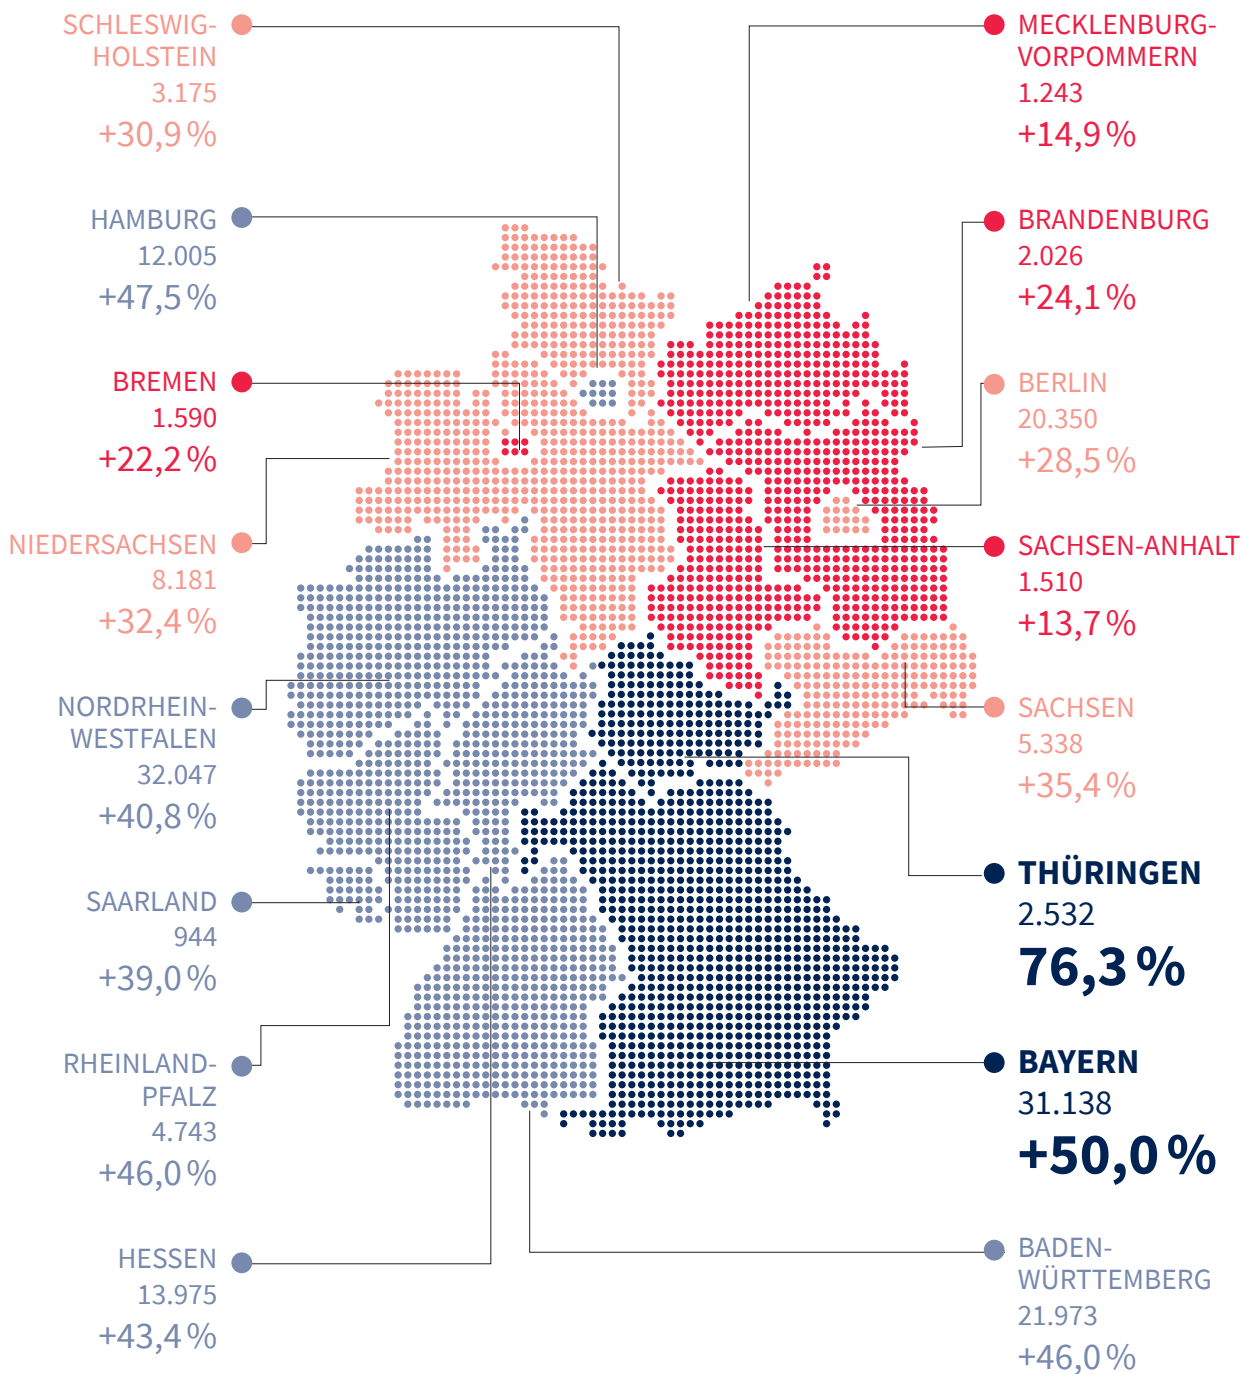 SCHLESWIG-
HOLSTEIN
3.175
+30,9 %
HAMBURG
12.005
+47,5 %
BREMEN
1.590
+22,2 %
NIEDERSACHSEN
8.181
+32,4 %
NORDRHEIN-
WESTFALEN
32.047
+40,8 %
SAARLAND
944
+39,0 %
RHEINLAND-
PFALZ
4.743
+46,0 %
HESSEN
13.975
+43,4 %
MECKLENBURG-
VORPOMMERN
1.243
+14,9 %
BRANDENBURG
2.026
+24,1 %
BERLIN
20.350
+28,5 %
SACHSEN-ANHALT
1.510
+13,7 %
SACHSEN
5.338
+35,4 %
THÜRINGEN
2.532
76,3 %
BAYERN
31.138
+50,0 %
BADEN-
WÜRTTEMBERG
21.973
+46,0 %